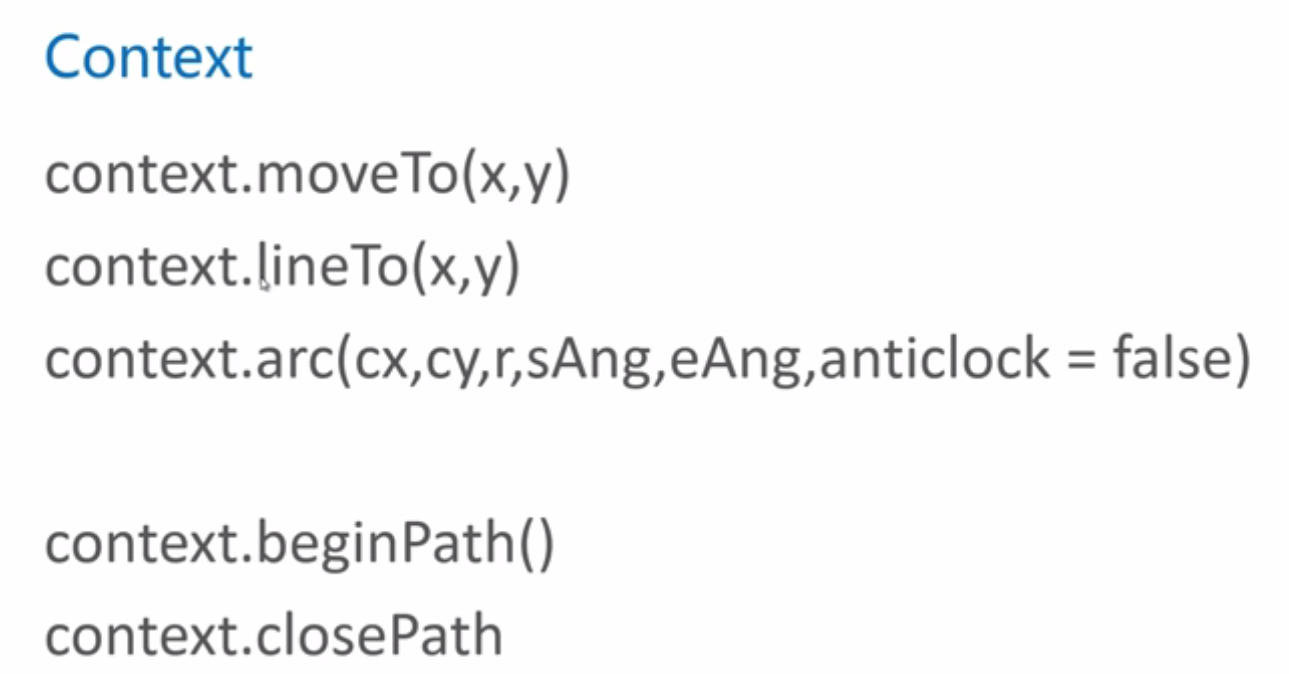 Context
context.moveTo(x,y)
context.lineTo(x,y)
context.arc(cx,cy,r,sAng,eAng,anticlock = false)
context.beginPath()
context.closePath